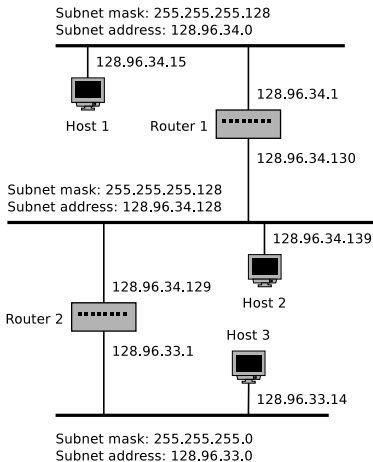 Subnet mask: 255.255.255.128
Subnet address: 128.96.34.0
128.96.34.15
128.96.34.1
Host 1
Router 1
128.96.34.130
Subnet mask: 255.255.255.128
Subnet address: 128.96.34.128
128.96.34.139
128.96.34.129
Host 2
Router 2
Host 3
128.96.33.1
128.96.33.14
Subnet mask: 255.255.255.0
Subnet address: 128.96.33.0